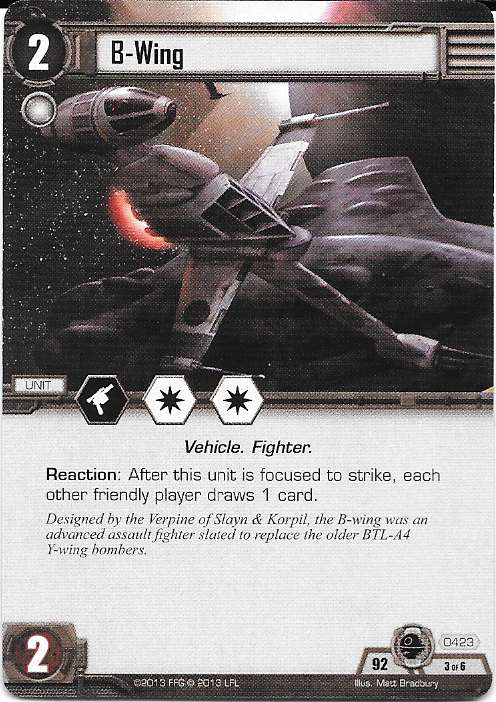 2
B-Wing
UNIT
Vehicle. Fighter.
Reaction: After this unit is focused to strike, each
other friendly player draws 1 card.
Designed by the Verpine of Slayn & Korpil, the B-wing was an
advanced assault fighter slated to replace the older BTL-A4
Y-wing bombers.
2
92
0423
3 OF 6
©2013 FFG © 2013 LFL
Illus. Matt Bradbury